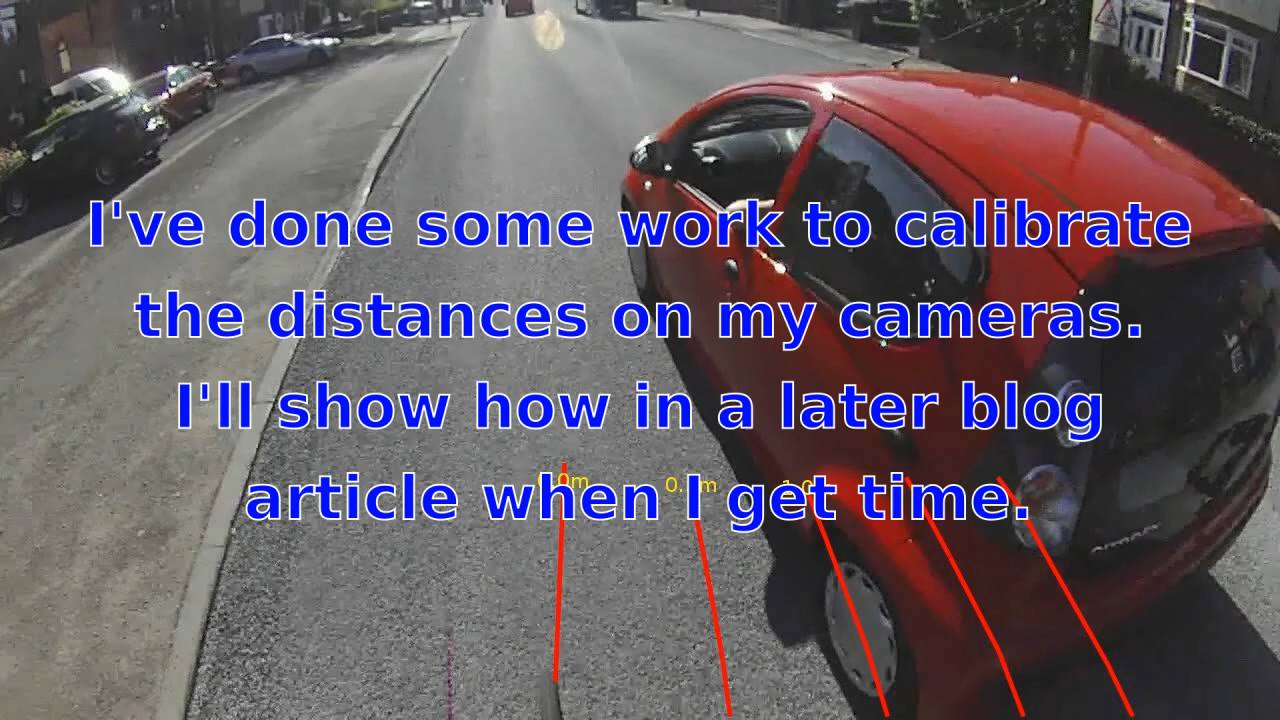 I've done some work to calibrate
the distances on my cameras.
I'll show how in a later blog
article when I get time.